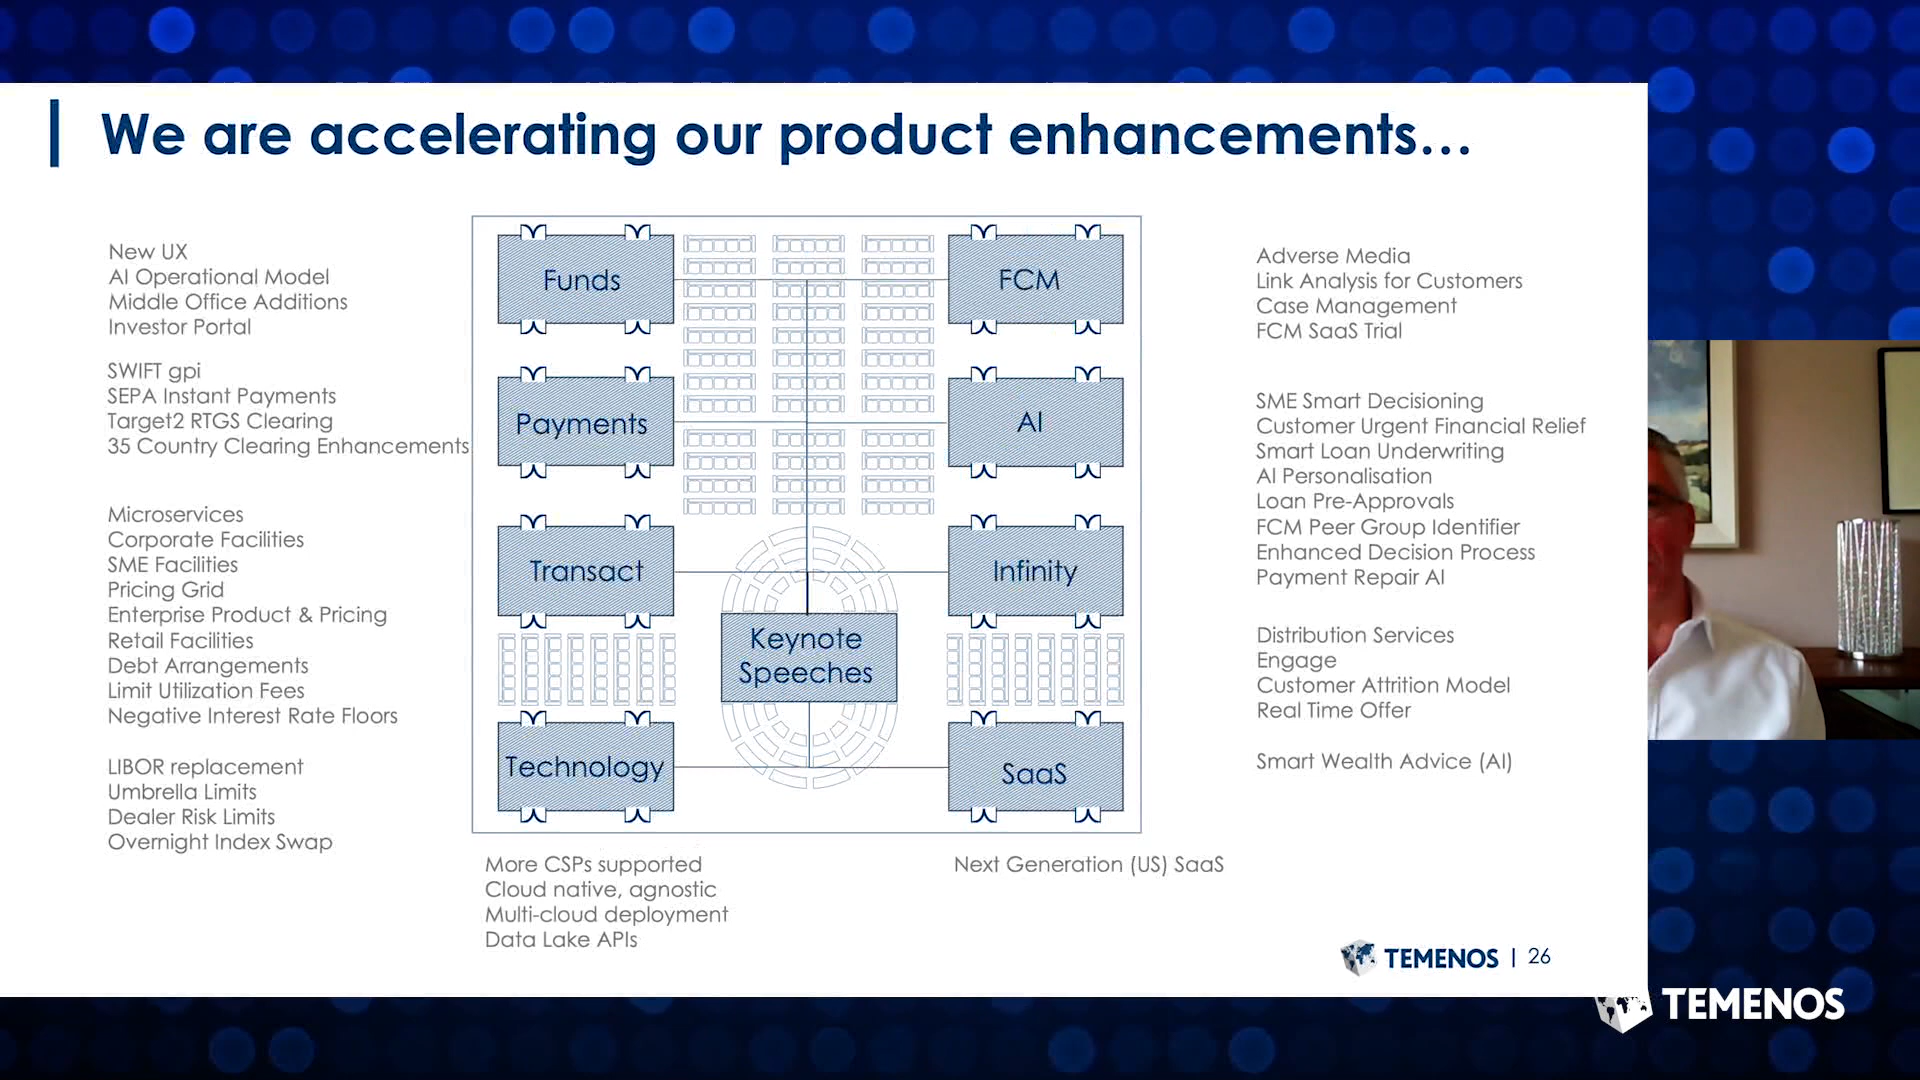 We are accelerating our product enhancements...
New UX
AI Operational Model
Middle Office Additions
Investor Portal
SWIFT gpi
SEPA Instant Payments
Target2 RTGS Clearing
35 Country Clearing Enhancements
Microservices
Corporate Facilities
SME Facilities
Pricing Grid
Enterprise Product & Pricing
Retail Facilities
Debt Arrangements
Limit Utilization Fees
Negative Interest Rate Floors
LIBOR replacement
Umbrella Limits
Dealer Risk Limits
Overnight Index Swap
Funds
FCM
Payments
AI
Transact
Infinity
Keynote
Speeches
Technology
SaaS
More CSPs supported
Cloud native, agnostic
Multi-cloud deployment
Data Lake APIs
Next Generation (US) SaaS
Adverse Media
Link Analysis for Customers
Case Management
FCM SaaS Trial
SME Smart Decisioning
Customer Urgent Financial Relief
Smart Loan Underwriting
AI Personalisation
Loan Pre-Approvals
FCM Peer Group Identifier
Enhanced Decision Process
Payment Repair AI
Distribution Services
Engage
Customer Attrition Model
Real Time Offer
Smart Wealth Advice (AI)
TEMENOS | 26
TEMENOS